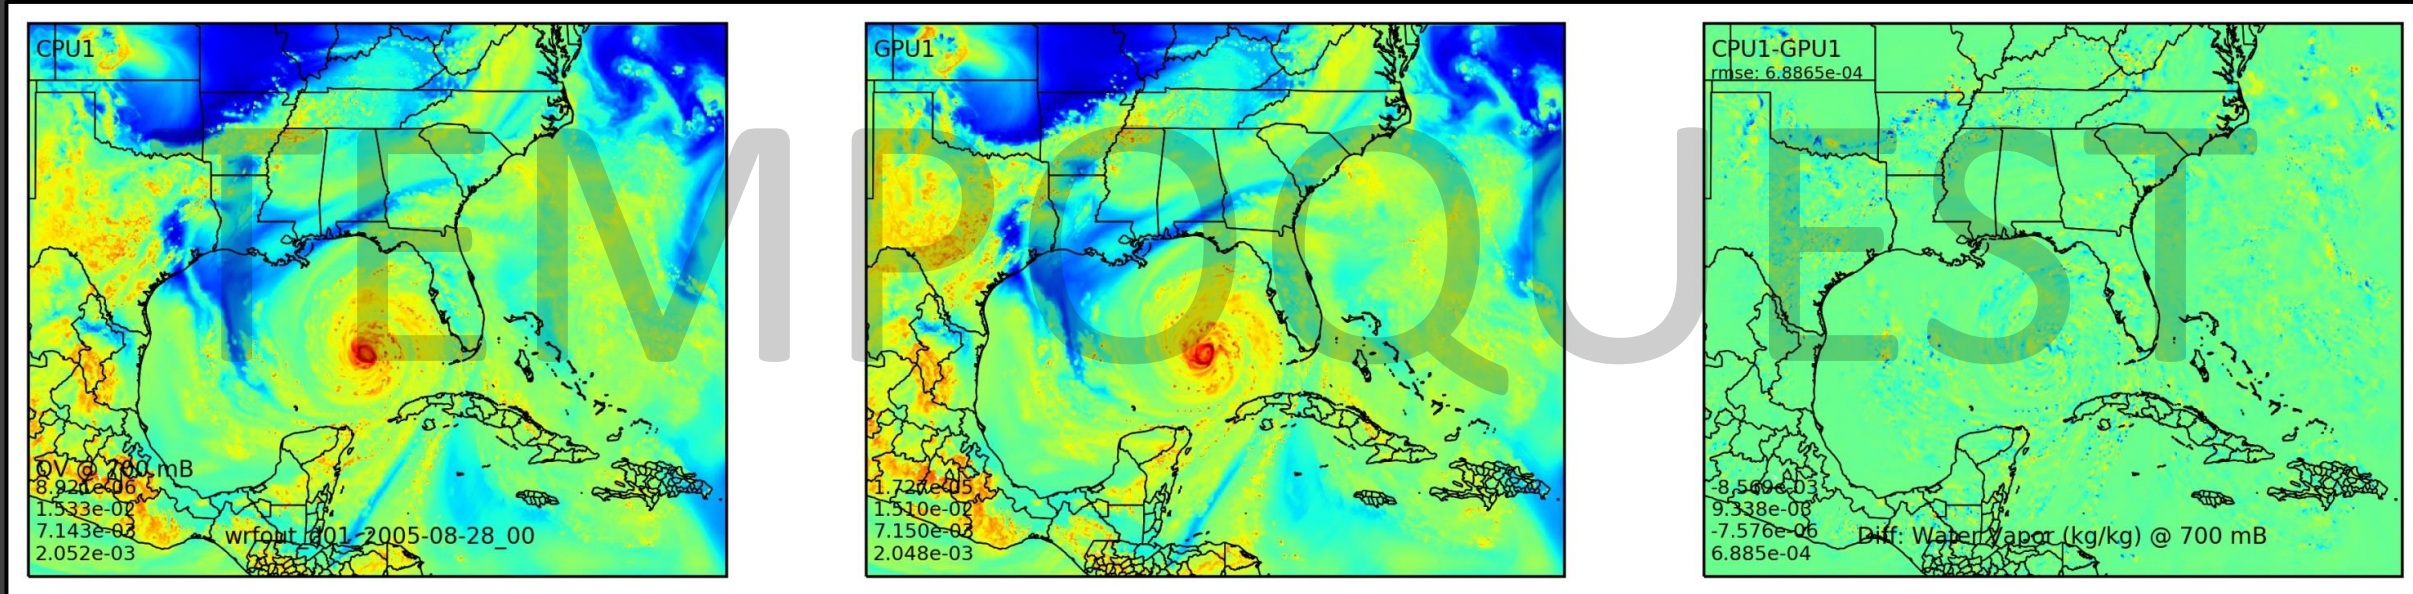 CPU1
QV @ 700 mB
8.920e-06
1.533e-02
7.143e-03
2.052e-03
wrfout_d01_2005-08-28_00
GPU1
1.727e-05
1.510e-02
7.150e-03
2.048e-03
CPU1-GPU1
rmse: 6.8865e-04
-8.569e-03
9.338e-03
-7.576e-06
6.885e-04
Diff: Water Vapor (kg/kg) @ 700 mB
TEMPOQUEST